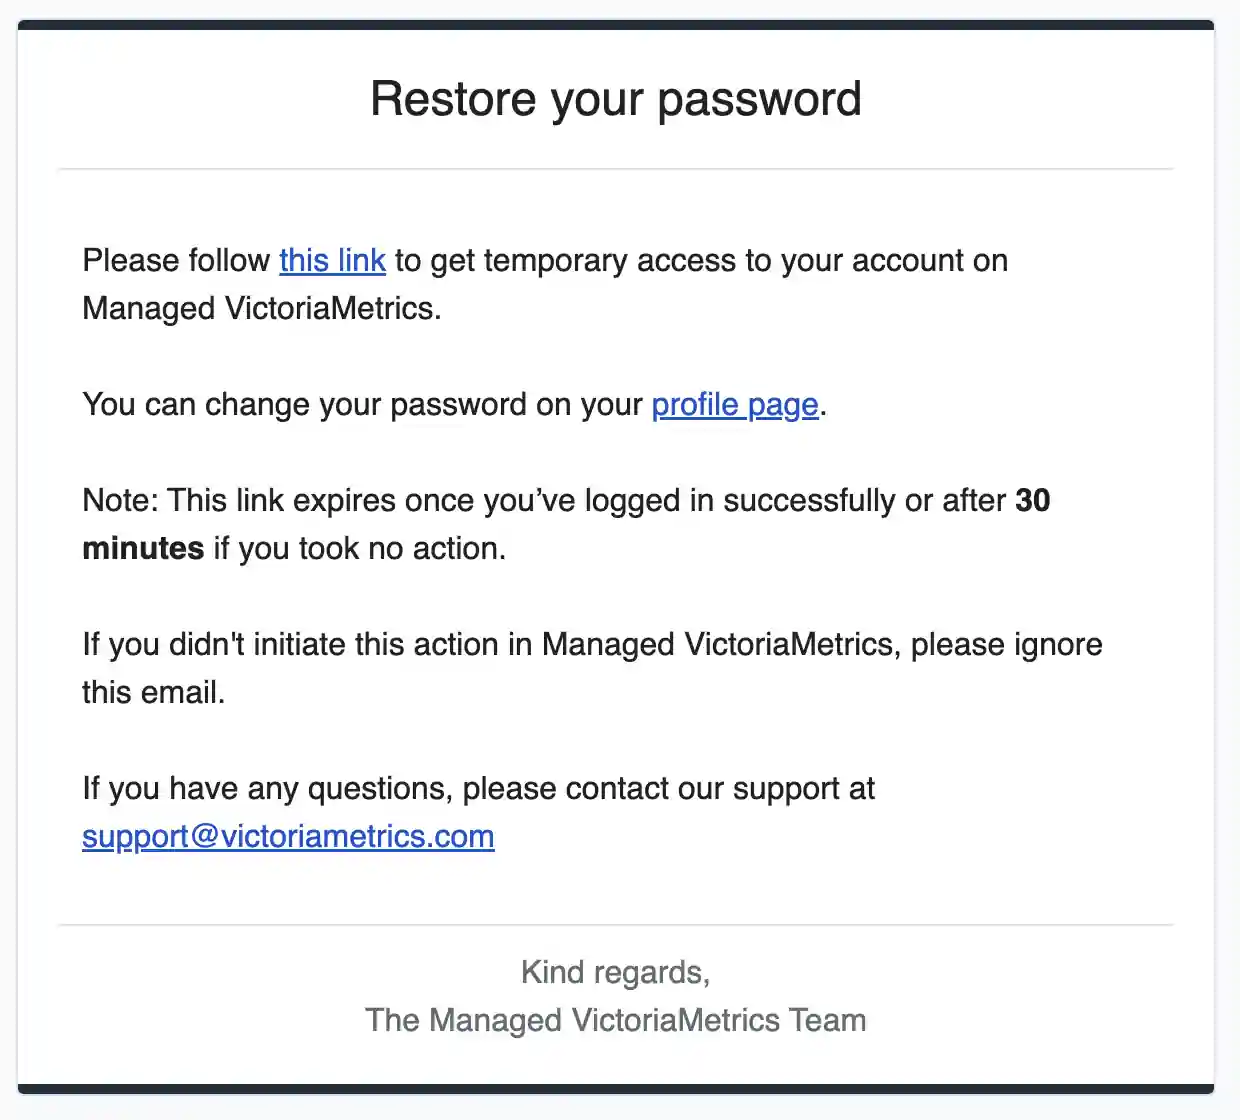 Restore your password
Please follow this link to get temporary access to your account on
Managed VictoriaMetrics.
You can change your password on your profile page.
Note: This link expires once you’ve logged in successfully or after 30
minutes if you took no action.
If you didn't initiate this action in Managed VictoriaMetrics, please ignore
this email.
If you have any questions, please contact our support at
support@victoriametrics.com
Kind regards,
The Managed VictoriaMetrics Team